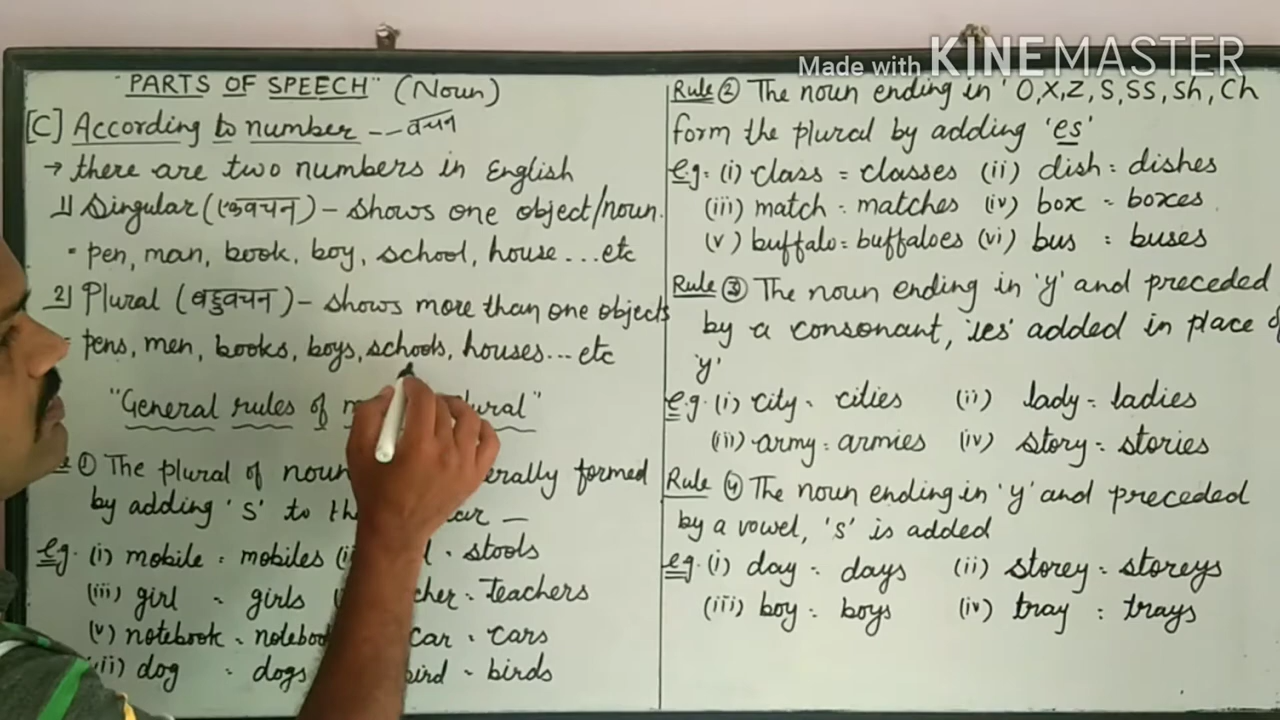 Made with KINEMASTER
"PARTS OF SPEECH" (Noun)
[C] According to number -- वचन
→ there are two numbers in English
1) Singular (एकवचन) - shows one object/noun.
- pen, man, book, boy, school, house...etc
2) Plural (बहुवचन) - shows more than one objects
- pens, men, books, boys, schools, houses...etc
"General rules of plural"
① The plural of noun formed
by adding 's' to
eg. (i) mobile = mobiles = stools
(iii) girl = girls = teachers
(v) notebook = car = cars
dog = dogs bird = birds
Rule ② The noun ending in 'O,X,Z, S, SS, Sh, Ch
form the plural by adding 'es'
e.g. (i) class = classes (ii) dish = dishes
(iii) match = matches (iv) box = boxes
(v) buffalo = buffaloes (vi) bus = buses
Rule ③ The noun ending in 'y' and preceded
by a consonant, 'ies' added in place of
'y'
e.g. (i) city = cities (ii) lady = ladies
(iii) army = armies (iv) story = stories
Rule ④ The noun ending in 'y' and preceded
by a vowel, 's' is added
eg. (i) day = days (ii) storey = storeys
(iii) boy = boys (iv) tray = trays